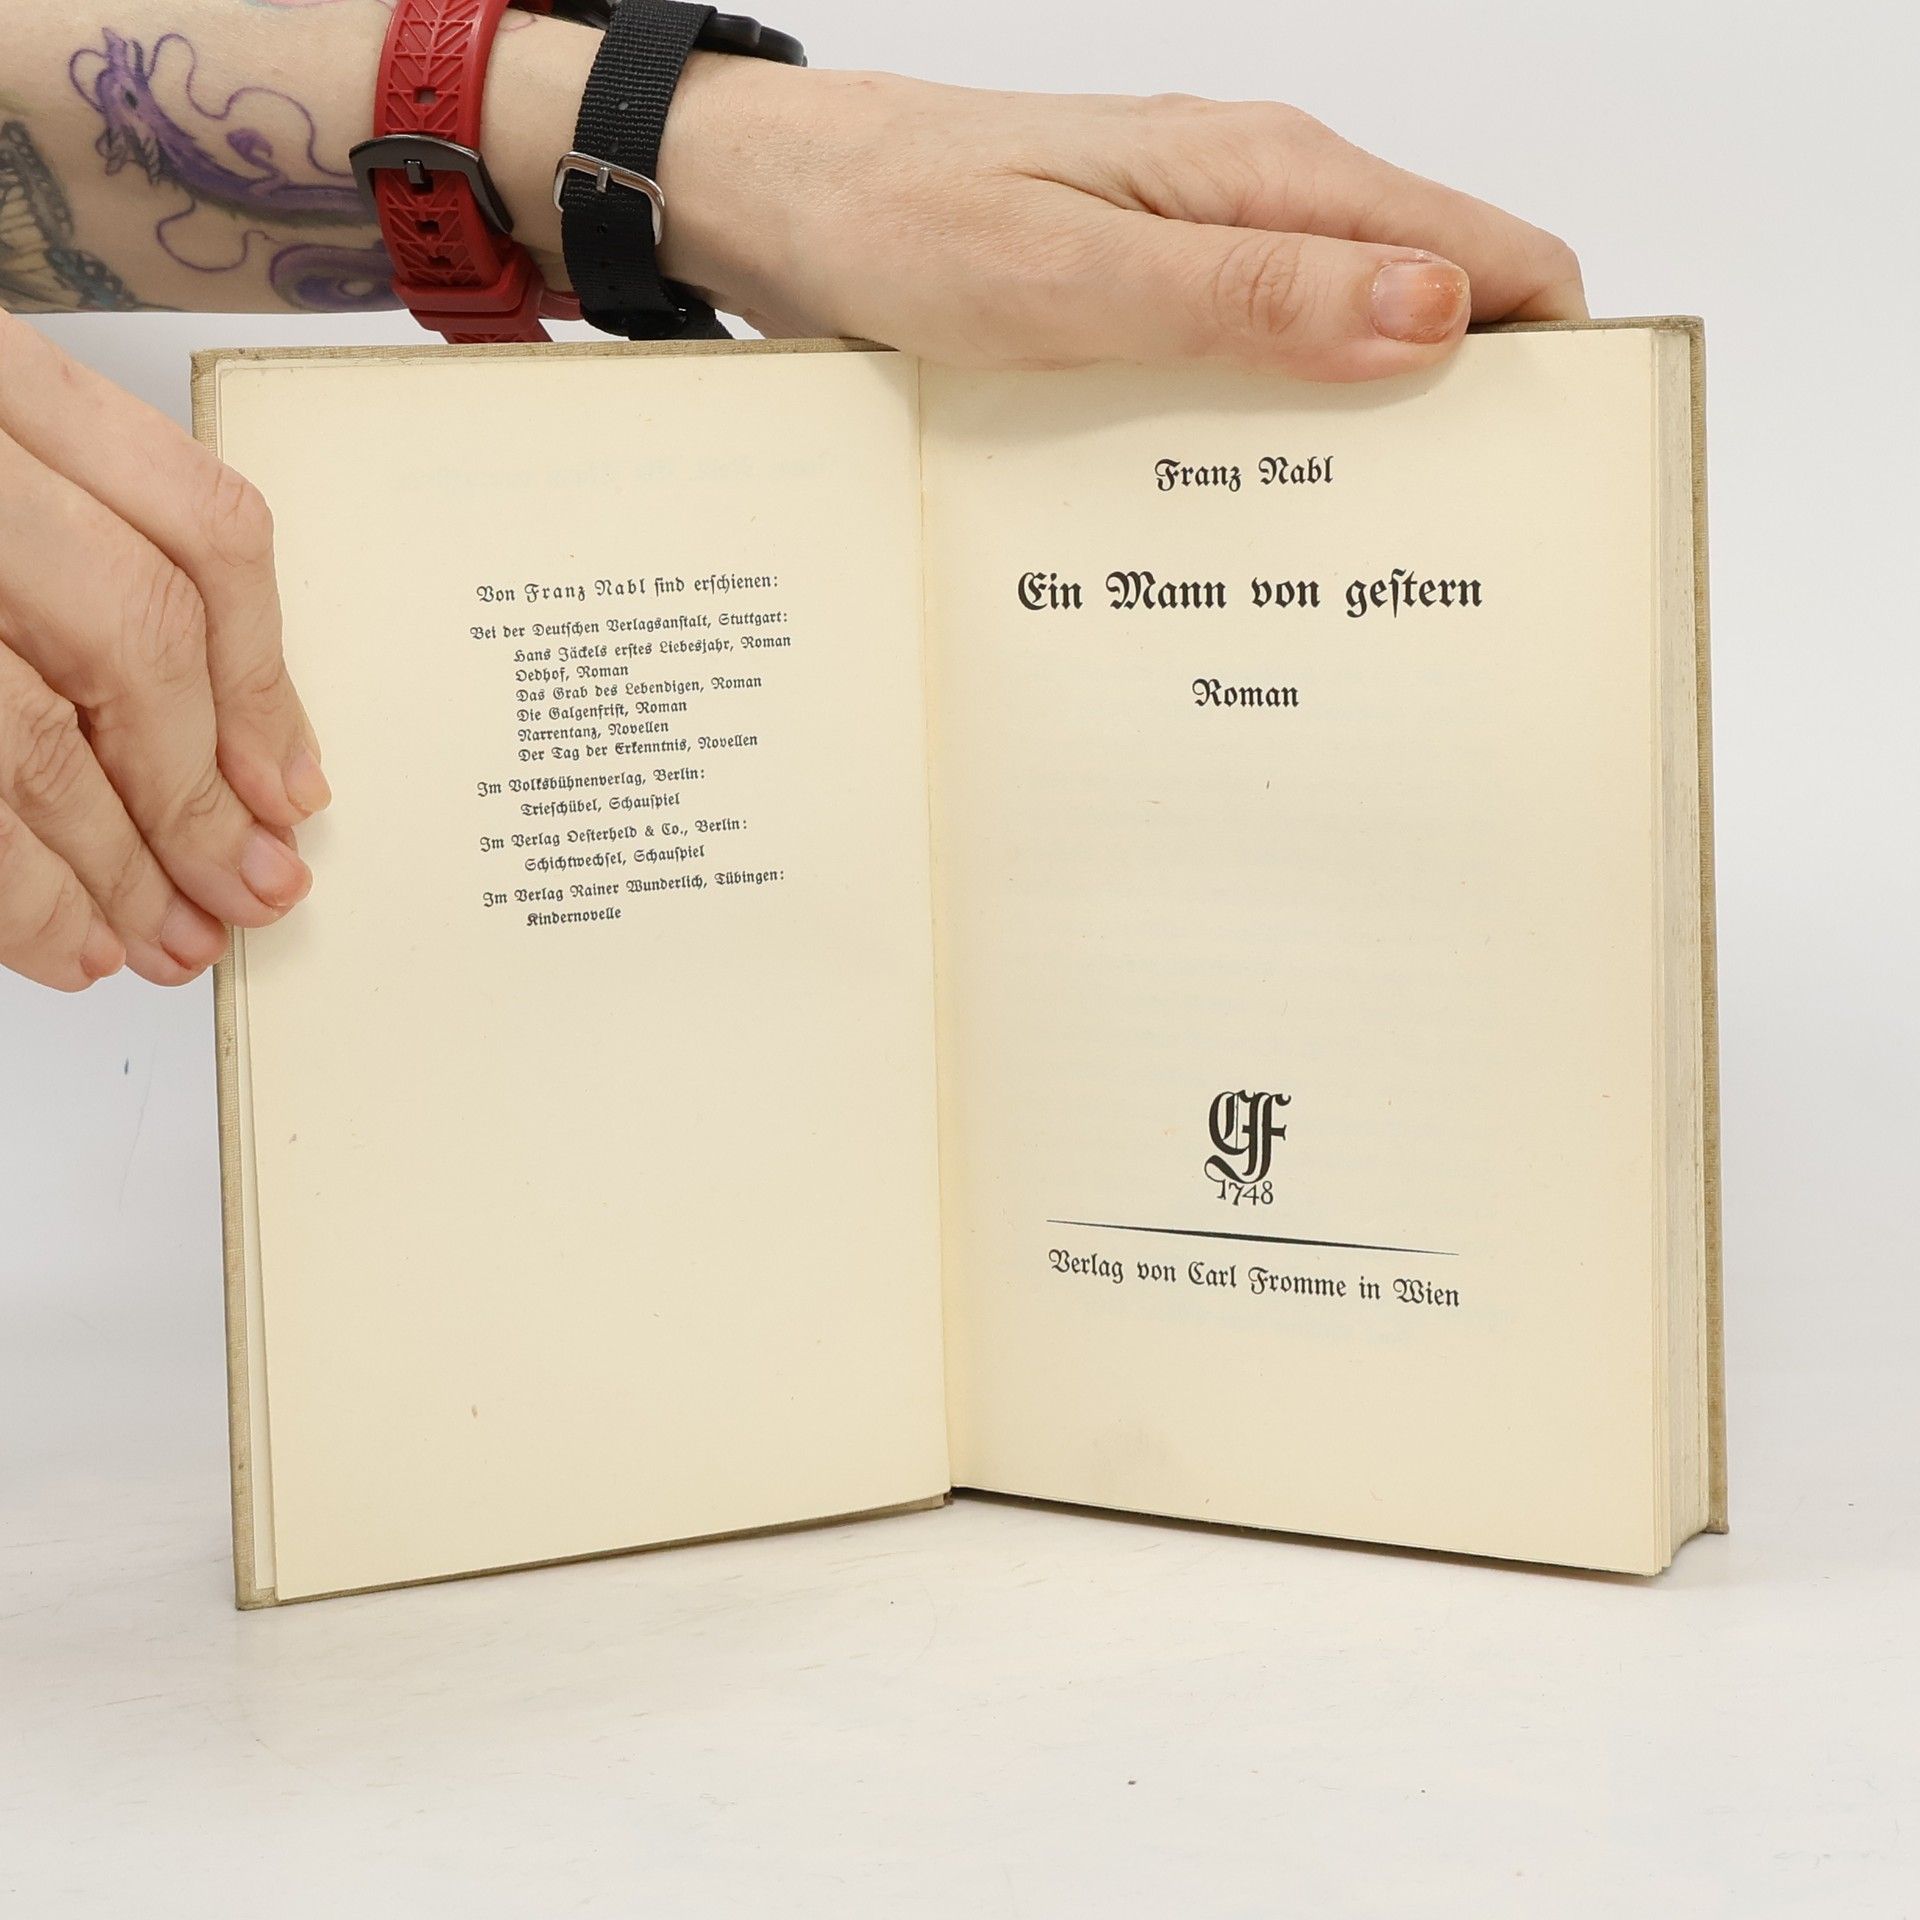 Von Franz Nabl ſind erſchienen:
Bei der Deutſchen Verlagsanſtalt, Stuttgart:
Hans Jäckels erſtes Liebesjahr, Roman
Oedhof, Roman
Das Grab des Lebendigen, Roman
Die Galgenfriſt, Roman
Narrentanz, Novellen
Der Tag der Erkenntnis, Novellen
Im Volksbühnenverlag, Berlin:
Trieſchübel, Schauſpiel
Im Verlag Oeſterheld & Co., Berlin:
Schichtwechſel, Schauſpiel
Im Verlag Rainer Wunderlich, Tübingen:
Kindernovelle
Franz Nabl
Ein Mann von geſtern
Roman
CF
1748
Verlag von Carl Fromme in Wien